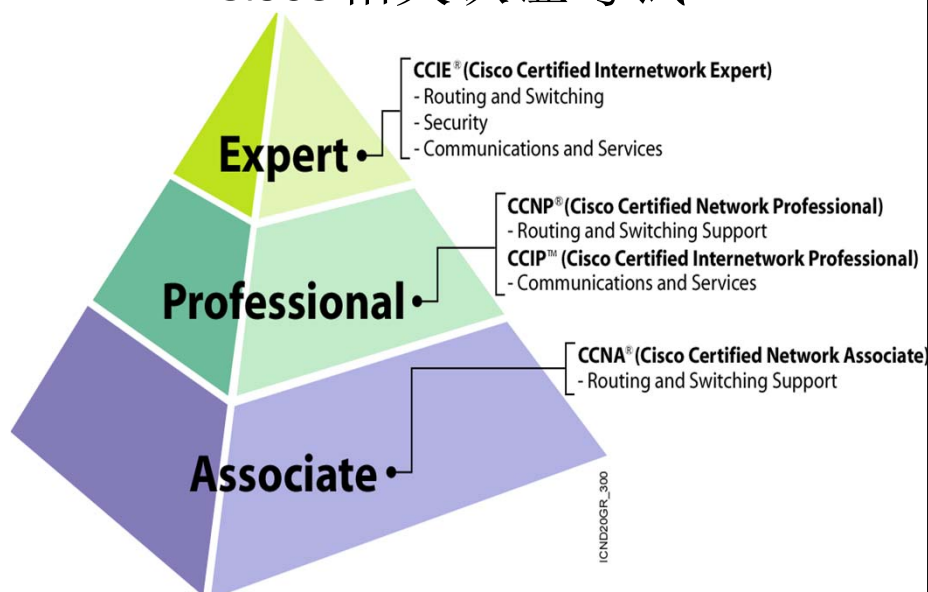 CCIE® (Cisco Certified Internetwork Expert)
- Routing and Switching
- Security
- Communications and Services
Expert
CCNP® (Cisco Certified Network Professional)
- Routing and Switching Support
CCIP™ (Cisco Certified Internetwork Professional)
- Communications and Services
Professional
CCNA® (Cisco Certified Network Associate)
- Routing and Switching Support
Associate
ICND20GR_300